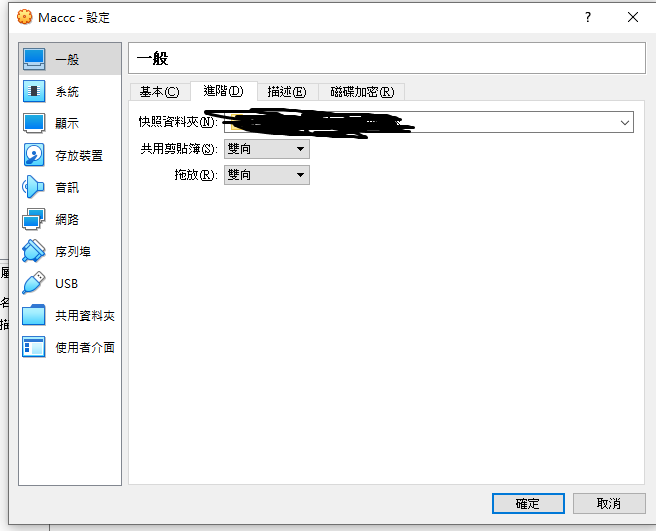 Maccc - 設定
?
一般
系統
顯示
存放裝置
音訊
網路
序列埠
USB
共用資料夾
使用者介面
一般
基本(C) 進階(D) 描述(E) 磁碟加密(R)
快照資料夾(N):
共用剪貼簿(S): 雙向
拖放(R): 雙向
確定 取消
名